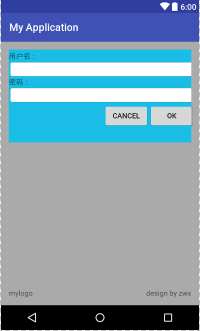 6:00
My Application
用户名：
密码：
CANCEL OK
mylogo design by zwx